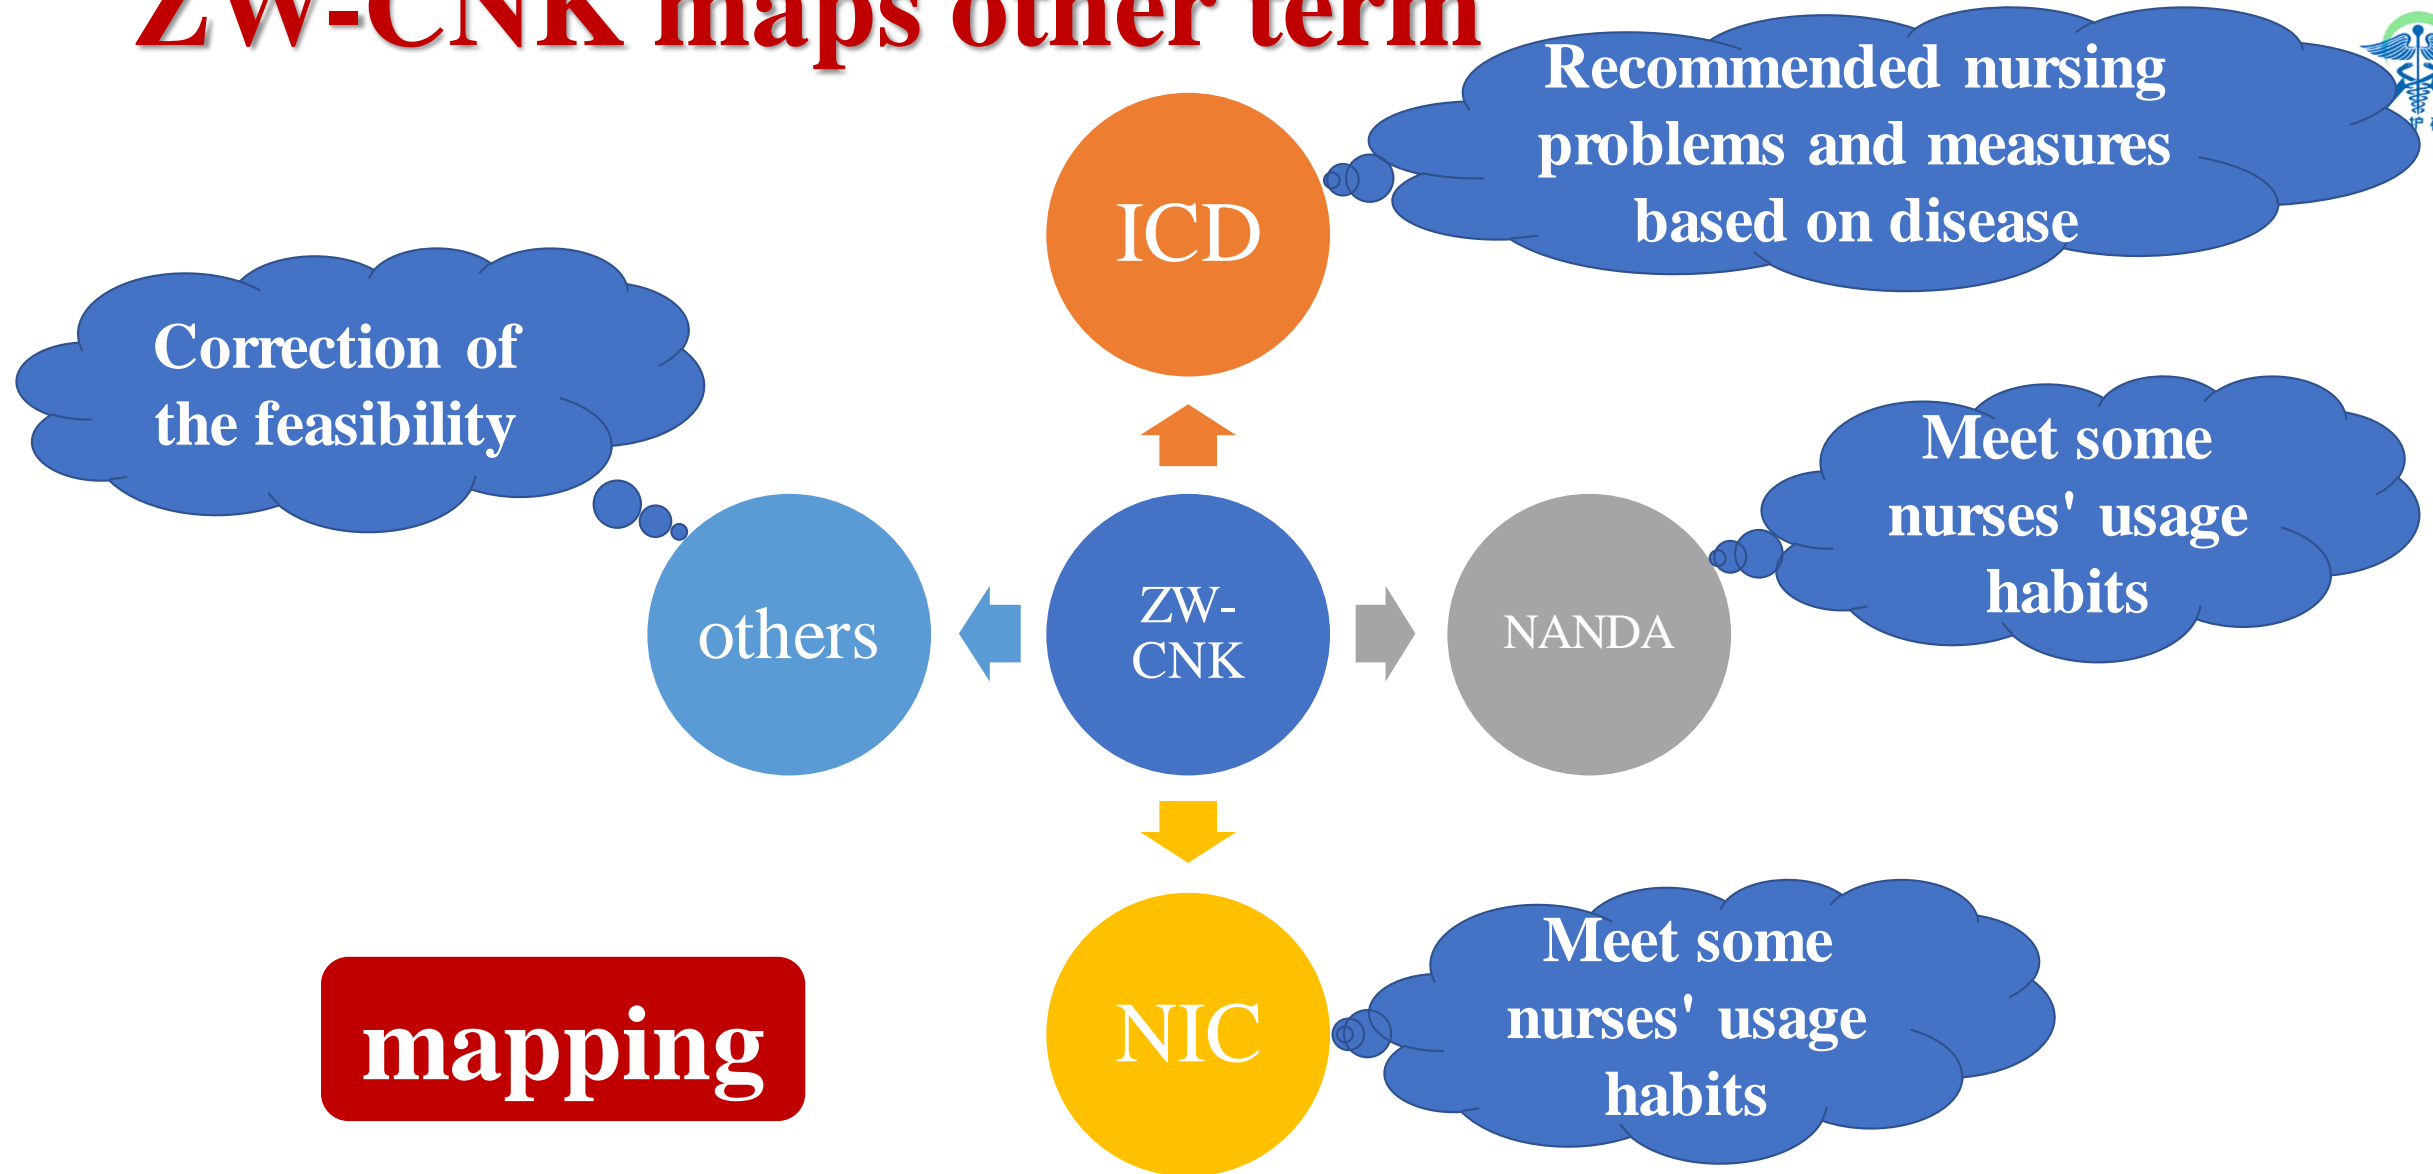 ZW-CNK maps other term
Recommended nursing
problems and measures
based on disease
ICD
Correction of
the feasibility
Meet some
nurses' usage
habits
others
ZW-
CNK
NANDA
NIC
Meet some
nurses' usage
habits
mapping